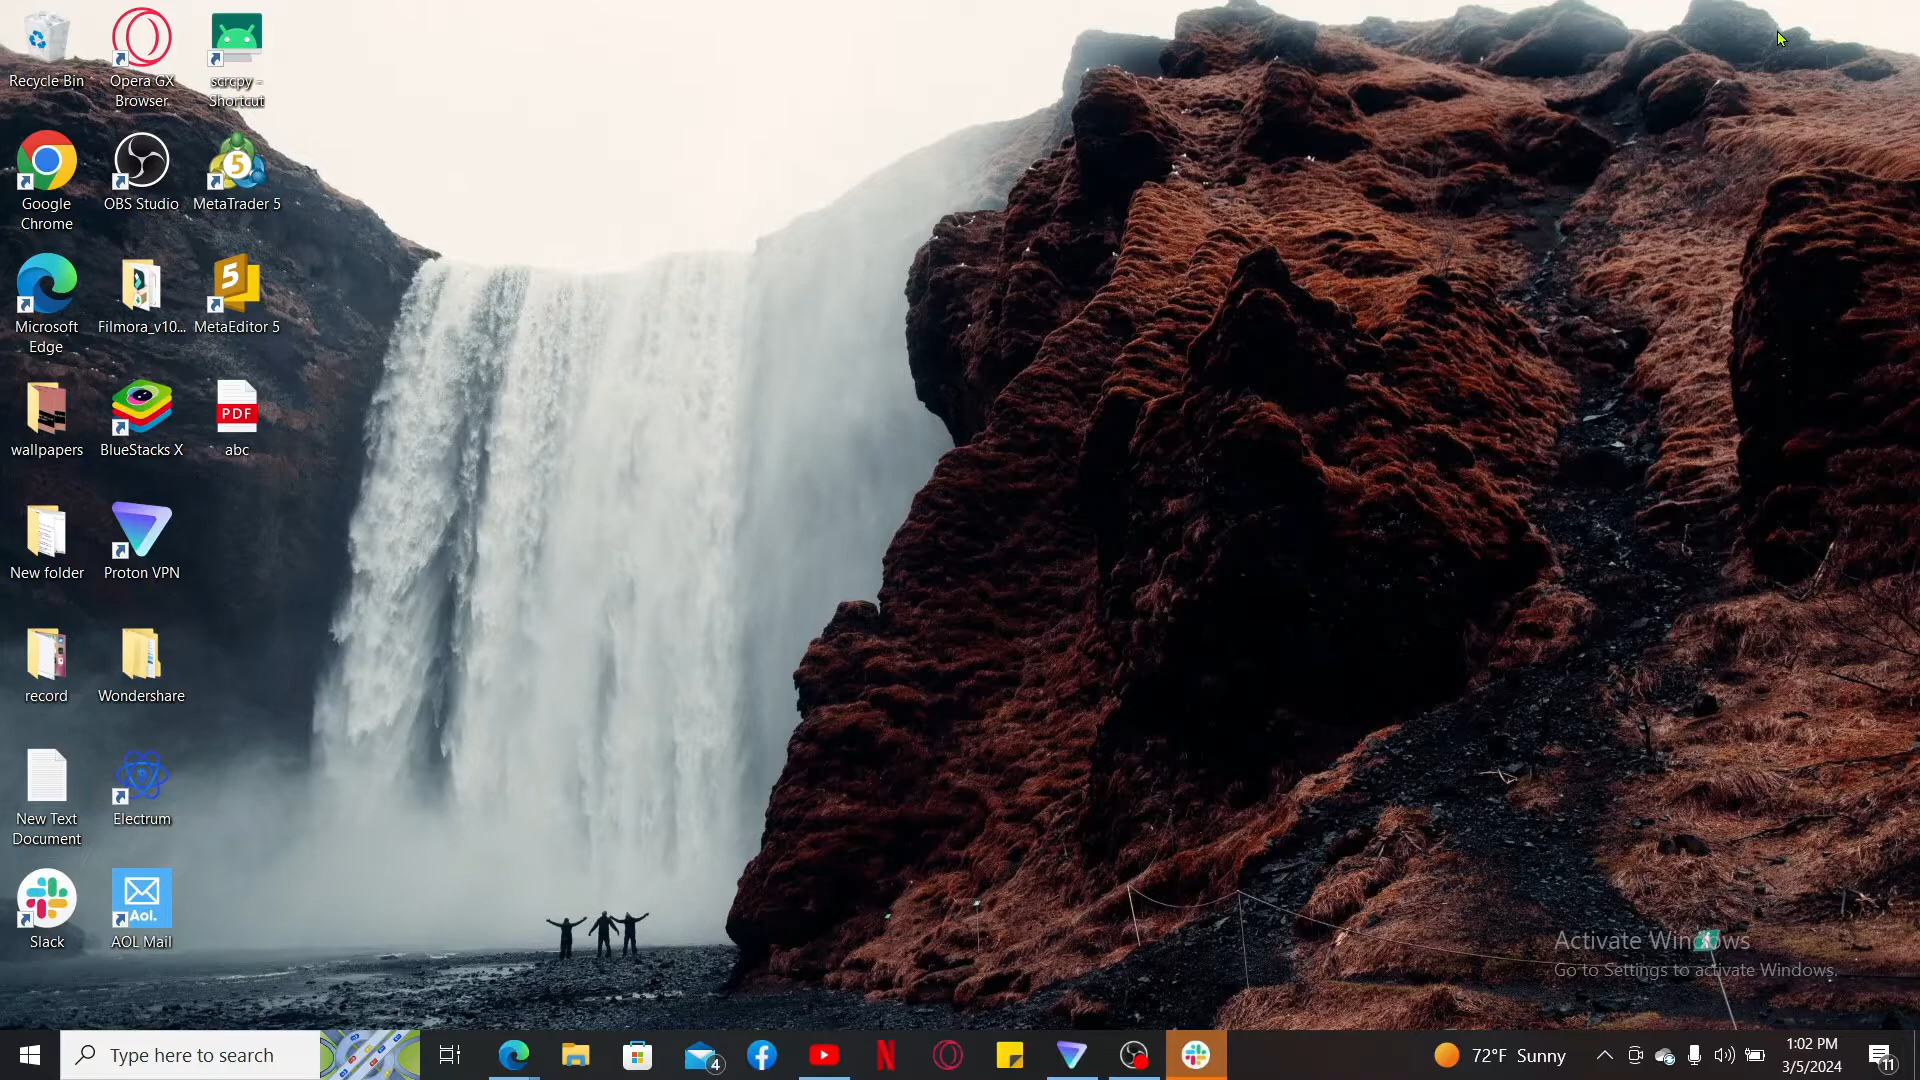 Recycle Bin
Opera GX
Browser
scrcpy -
Shortcut
Google
Chrome
OBS Studio
5
MetaTrader 5
Microsoft
Edge
Filmora_v10...
5
MetaEditor 5
wallpapers
BlueStacks X
PDF
abc
New folder
Proton VPN
record
Wondershare
New Text
Document
Electrum
Slack
Aol.
AOL Mail
Activate Windows
Go to Settings to activate Windows.
Type here to search
4
72°F Sunny
1:02 PM
3/5/2024
11